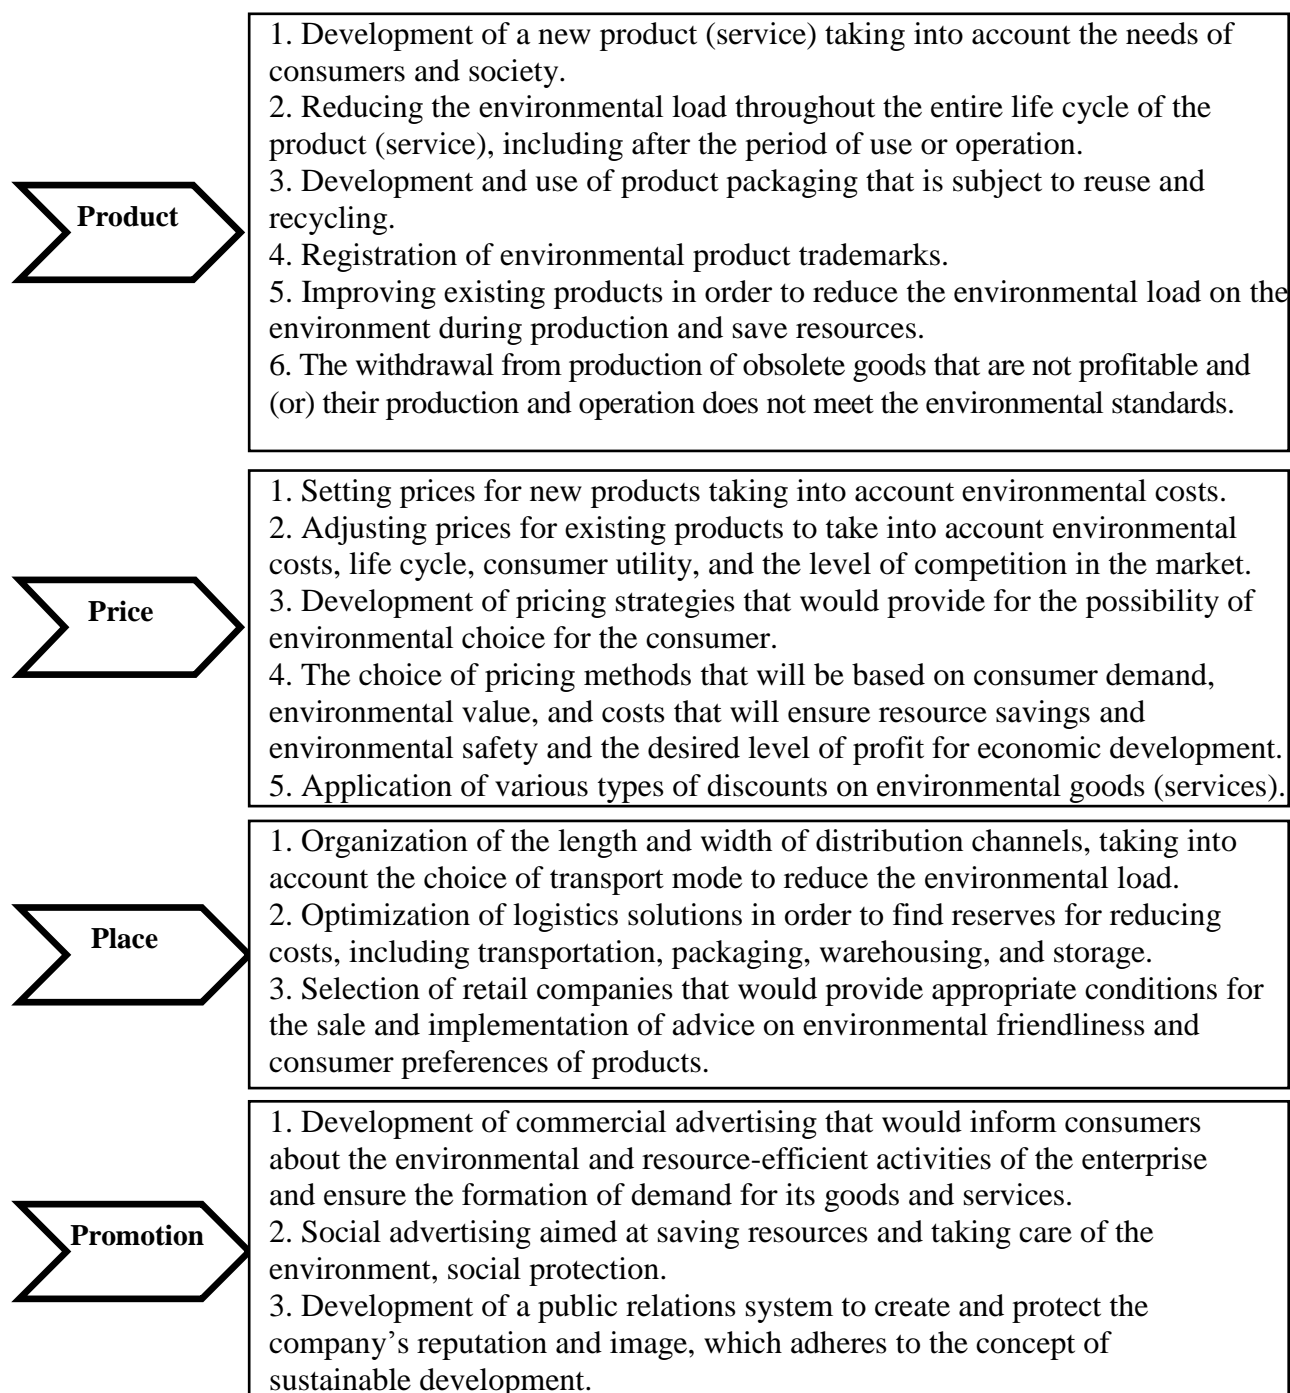 1. Development of a new product (service) taking into account the needs of
consumers and society.
2. Reducing the environmental load throughout the entire life cycle of the
product (service), including after the period of use or operation.
3. Development and use of product packaging that is subject to reuse and
recycling.
Product
4. Registration of environmental product trademarks.
5. Improving existing products in order to reduce the environmental load on the
environment during production and save resources.
6. The withdrawal from production of obsolete goods that are not profitable and
(or) their production and operation does not meet the environmental standards.
1. Setting prices for new products taking into account environmental costs.
2. Adjusting prices for existing products to take into account environmental
costs, life cycle, consumer utility, and the level of competition in the market.
3. Development of pricing strategies that would provide for the possibility of
Price
environmental choice for the consumer.
4. The choice of pricing methods that will be based on consumer demand,
environmental value, and costs that will ensure resource savings and
environmental safety and the desired level of profit for economic development.
5. Application of various types of discounts on environmental goods (services).
1. Organization of the length and width of distribution channels, taking into
account the choice of transport mode to reduce the environmental load.
2. Optimization of logistics solutions in order to find reserves for reducing
Place
costs, including transportation, packaging, warehousing, and storage.
3. Selection of retail companies that would provide appropriate conditions for
the sale and implementation of advice on environmental friendliness and
consumer preferences of products.
1. Development of commercial advertising that would inform consumers
about the environmental and resource-efficient activities of the enterprise
and ensure the formation of demand for its goods and services.
Promotion
2. Social advertising aimed at saving resources and taking care of the
environment, social protection.
3. Development of a public relations system to create and protect the
company's reputation and image, which adheres to the concept of
sustainable development.